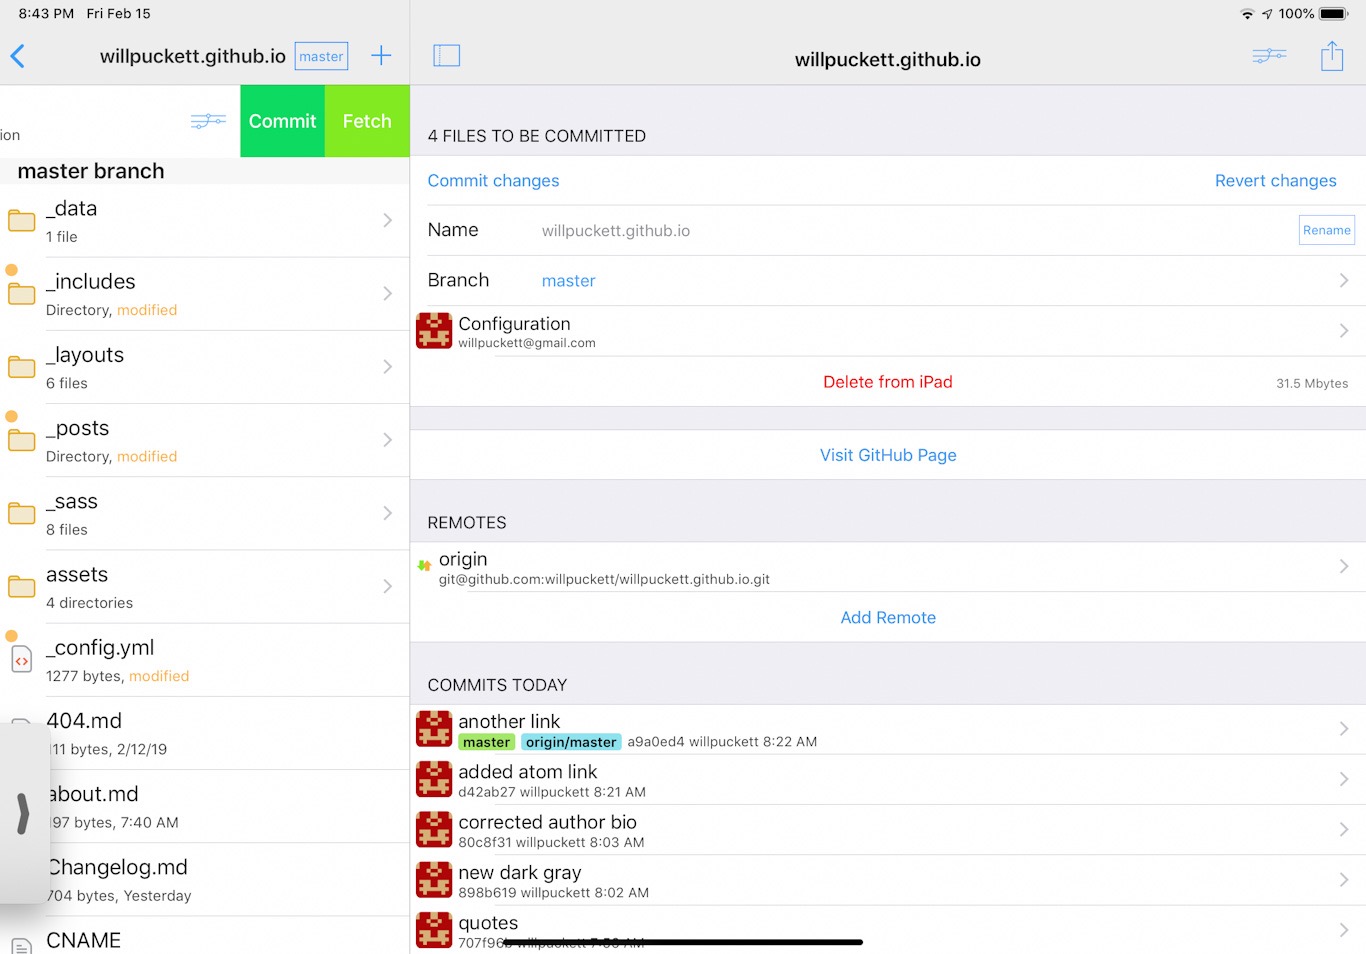 8:43 PM Fri Feb 15
100%
willpuckett.github.io master
ion
Commit Fetch
master branch
_data
1 file
_includes
Directory, modified
_layouts
6 files
_posts
Directory, modified
_sass
8 files
assets
4 directories
_config.yml
1277 bytes, modified
404.md
11 bytes, 2/12/19
about.md
97 bytes, 7:40 AM
Changelog.md
704 bytes, Yesterday
CNAME
willpuckett.github.io
4 FILES TO BE COMMITTED
Commit changes Revert changes
Name willpuckett.github.io Rename
Branch master
Configuration
willpuckett@gmail.com
Delete from iPad 31.5 Mbytes
Visit GitHub Page
REMOTES
origin
git@github.com:willpuckett/willpuckett.github.io.git
Add Remote
COMMITS TODAY
another link
master origin/master a9a0ed4 willpuckett 8:22 AM
added atom link
d42ab27 willpuckett 8:21 AM
corrected author bio
80c8f31 willpuckett 8:03 AM
new dark gray
898b619 willpuckett 8:02 AM
quotes
willpuckett